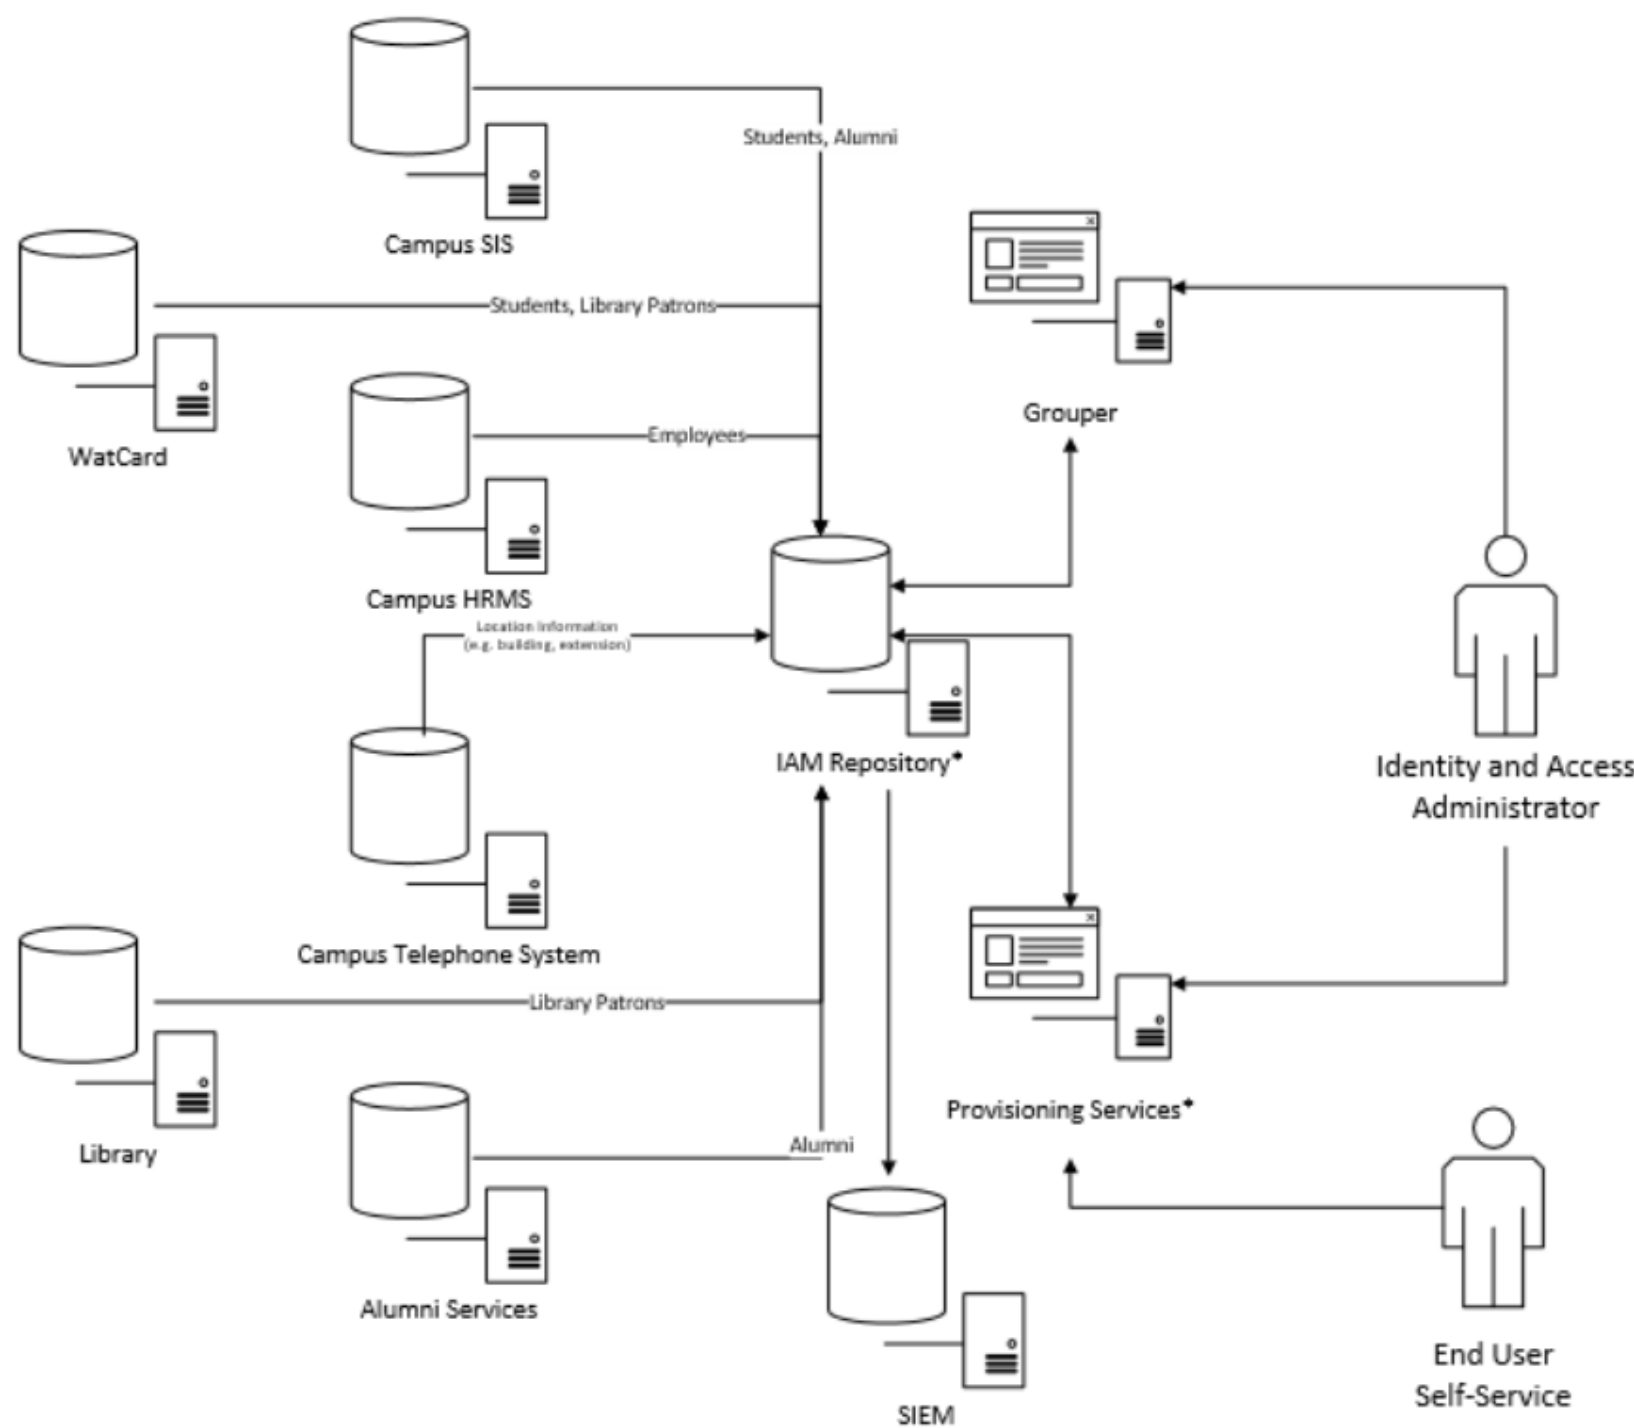 Students, Alumni
Campus SIS
Students, Library Patrons
WatCard
Employees
Grouper
Campus HRMS
Location Information
(e.g. building, extension)
IAM Repository*
Identity and Access
Administrator
Campus Telephone System
Library Patrons
Provisioning Services*
Library
Alumni
Alumni Services
End User
Self-Service
SIEM